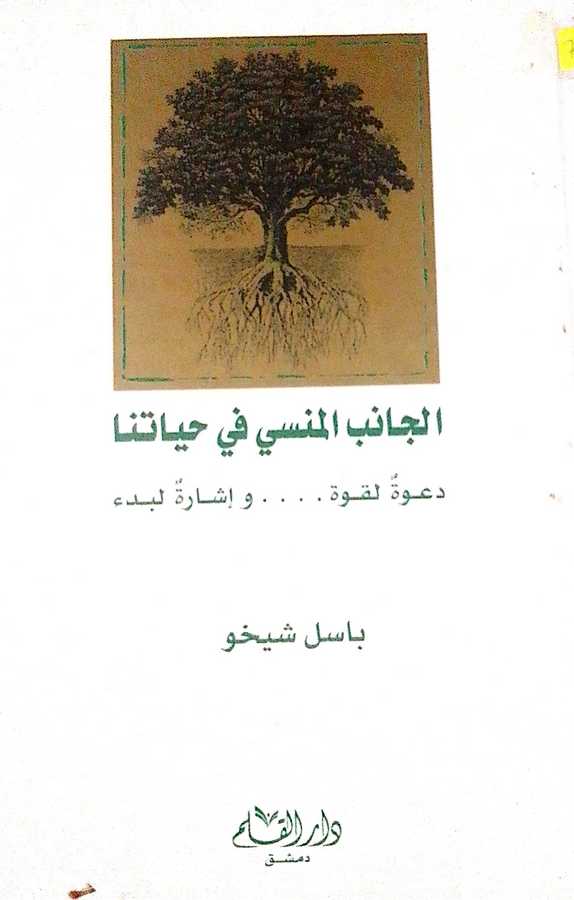 الجانب المنسي في حياتنا
دعوةٌ لقوة .... و إشارةٌ لبدء
باسل شيخو
دار القلم
دمشق